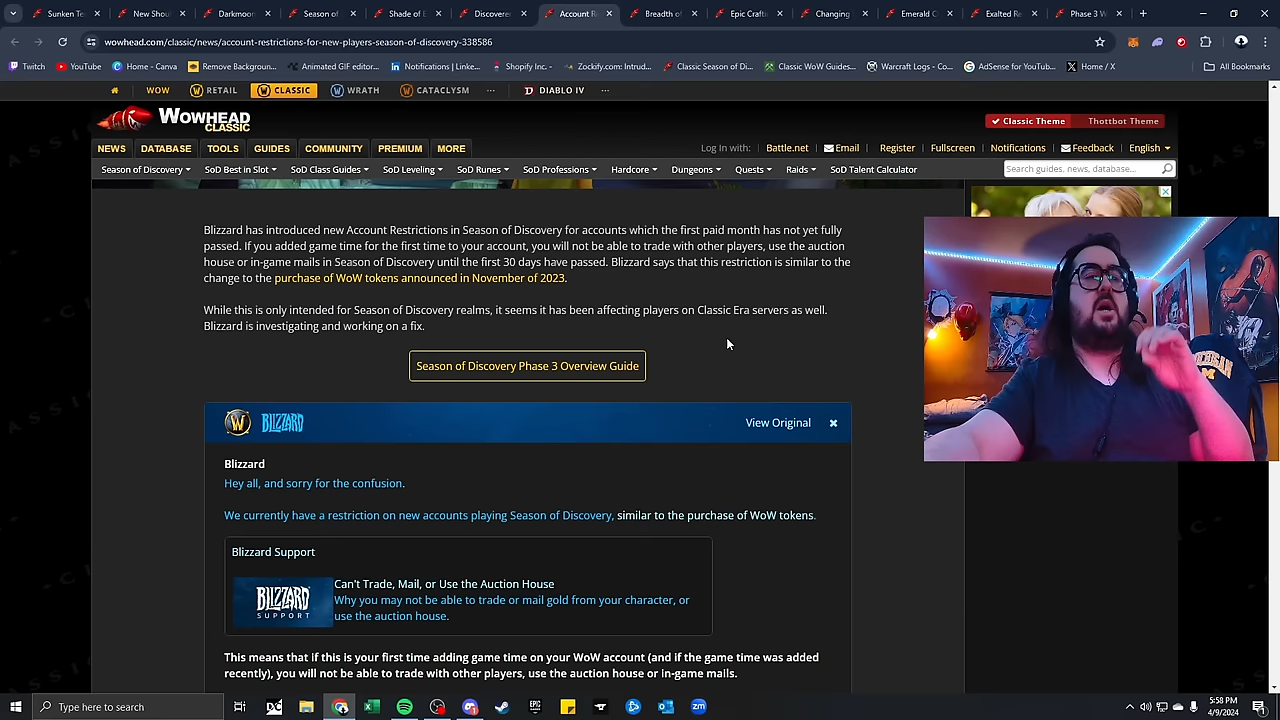 Sunken Te
New Shou
Darkmoon
Season of
Shade of E
Discovere
Account R
Breadth of
Epic Craftin
Changing
Emerald C
Exalted Re
Phase 3 W
wowhead.com/classic/news/account-restrictions-for-new-players-season-of-discovery-338586
Twitch
YouTube
Home - Canva
Remove Backgroun...
Animated GIF editor...
Notifications | Linke...
Shopify Inc.
Zockify.com: Intrud...
Classic Season of Di...
Classic WoW Guides...
Warcraft Logs - Co...
AdSense for YouTub...
Home / X
All Bookmarks
WOW
RETAIL
CLASSIC
WRATH
CATACLYSM
DIABLO IV
WOWHEAD
CLASSIC
Classic Theme
Thottbot Theme
NEWS DATABASE TOOLS GUIDES COMMUNITY PREMIUM MORE
Log In with: Battle.net Email Register Fullscreen Notifications Feedback English
Season of Discovery
SoD Best in Slot
SoD Professions
Hardcore
Dungeons
Quests
SoD Talent Calculator
Search guides, news, database...
Blizzard has introduced new Account Restrictions in Season of Discovery for accounts which the first paid month has not yet fully
passed. If you added game time for the first time to your account, you will not be able to trade with other players, use the auction
house or in-game mails in Season of Discovery until the first 30 days have passed. Blizzard says that this restriction is similar to the
change to the purchase of WoW tokens announced in November of 2023.
While this is only intended for Season of Discovery realms, it seems it has been affecting players on Classic Era servers as well.
Blizzard is investigating and working on a fix.
Season of Discovery Phase 3 Overview Guide
BLIZZARD
View Original
Blizzard
Hey all, and sorry for the confusion.
We currently have a restriction on new accounts playing Season of Discovery, similar to the purchase of WoW tokens.
Blizzard Support
BLIZZARD
SUPPORT
Can't Trade, Mail, or Use the Auction House
Why you may not be able to trade or mail gold from your character, or
use the auction house.
This means that if this is your first time adding game time on your WoW account (and if the game time was added
recently), you will not be able to trade with other players, use the auction house or in-game mails.
Type here to search
5:58 PM
4/9/2024